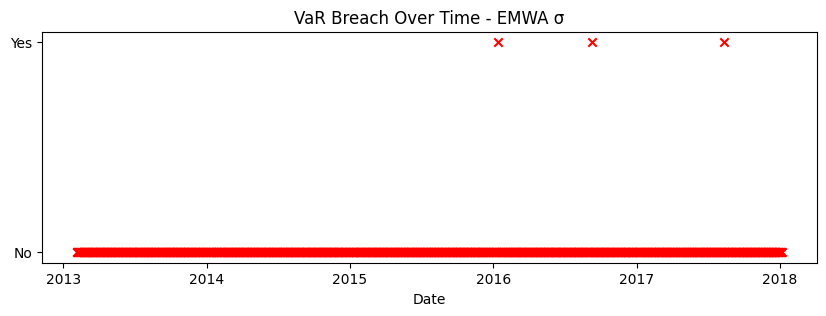 VaR Breach Over Time - EMWA σ
Yes
No
2013 2014 2015 2016 2017 2018
Date